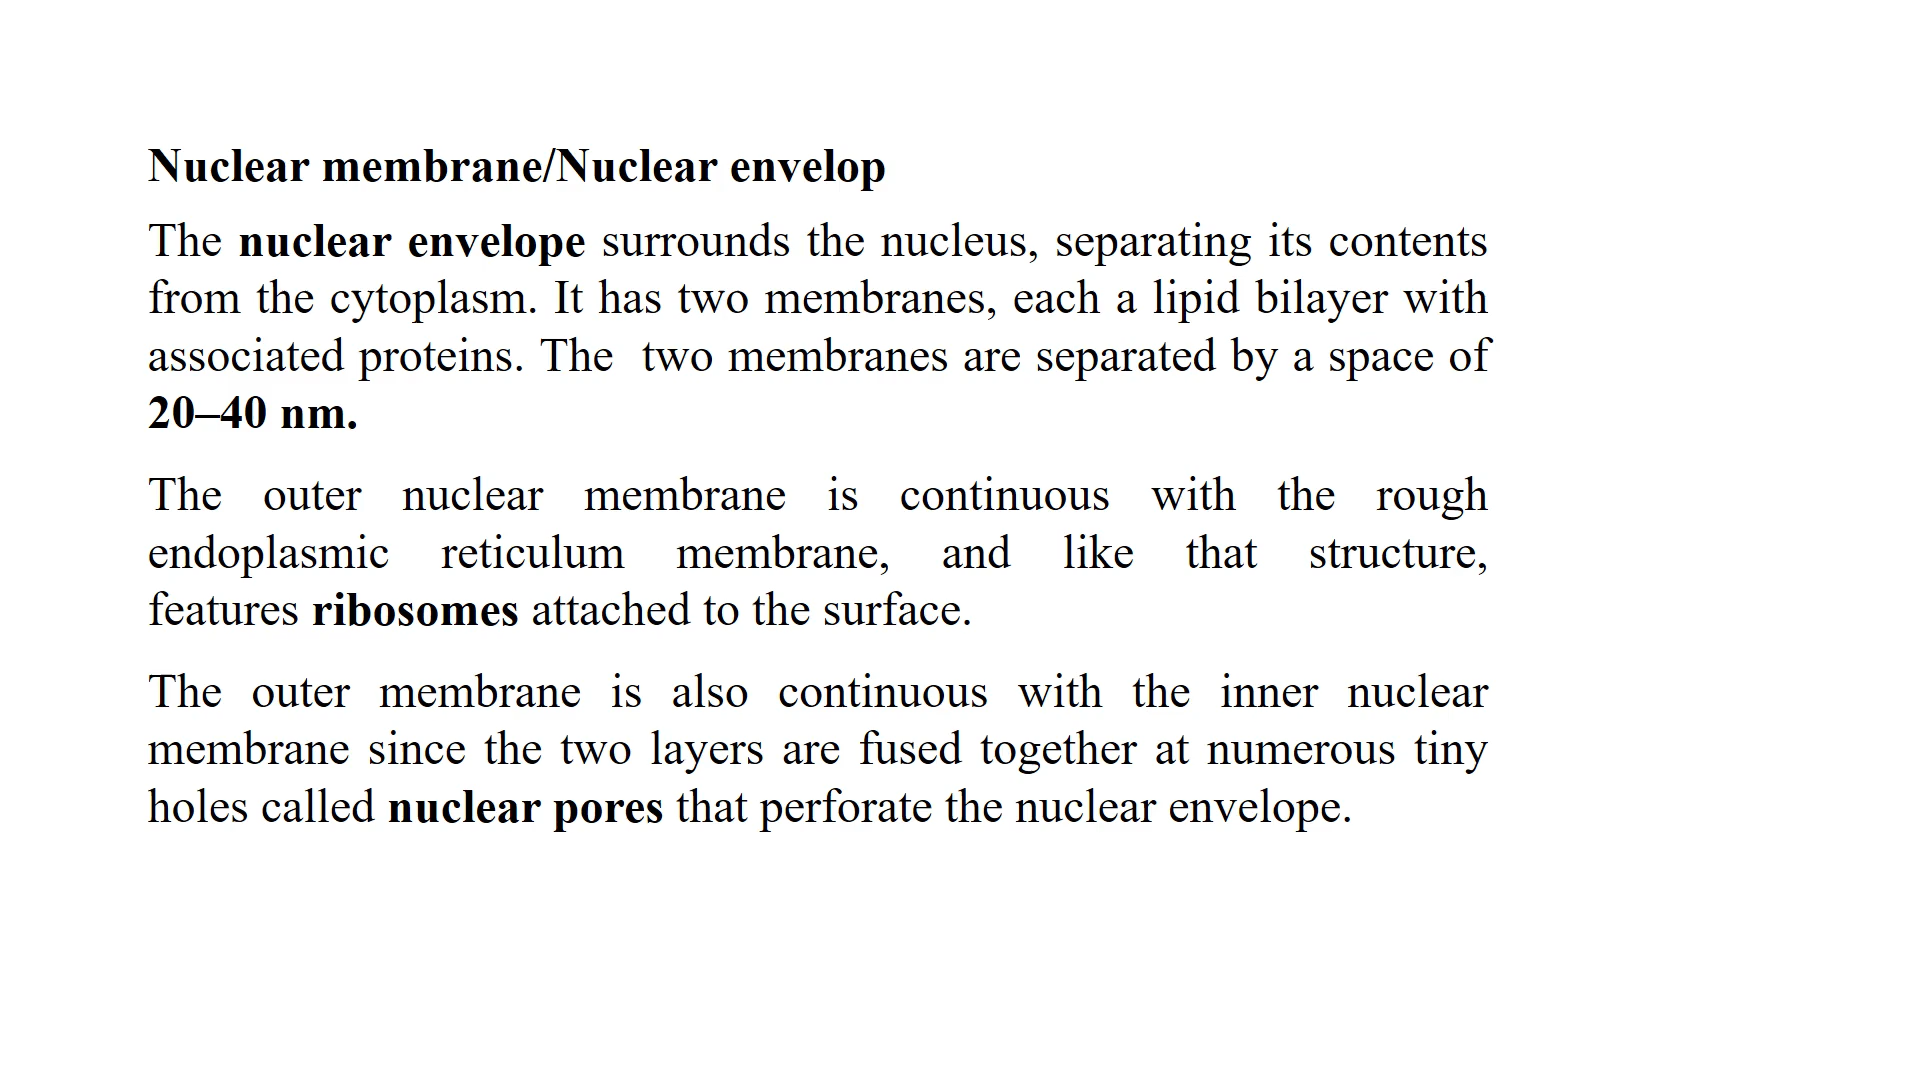 Nuclear membrane/Nuclear envelop
The nuclear envelope surrounds the nucleus, separating its contents
from the cytoplasm. It has two membranes, each a lipid bilayer with
associated proteins. The  two membranes are separated by a space of
20–40 nm.
The outer nuclear membrane is continuous with the rough
endoplasmic reticulum membrane, and like that structure,
features ribosomes attached to the surface.
The outer membrane is also continuous with the inner nuclear
membrane since the two layers are fused together at numerous tiny
holes called nuclear pores that perforate the nuclear envelope.